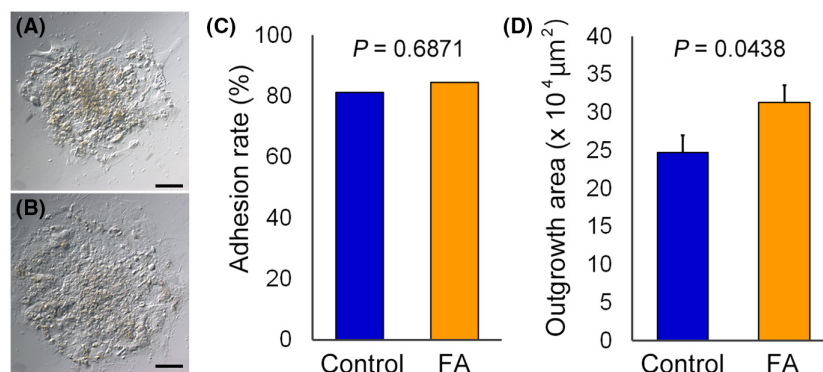 (A)
(B)
(C)
Adhesion rate (%)
100
80
60
40
20
0
P = 0.6871
Control FA
(D)
Outgrowth area (x 10⁴ µm²)
40
35
30
25
20
15
10
5
0
P = 0.0438
Control FA